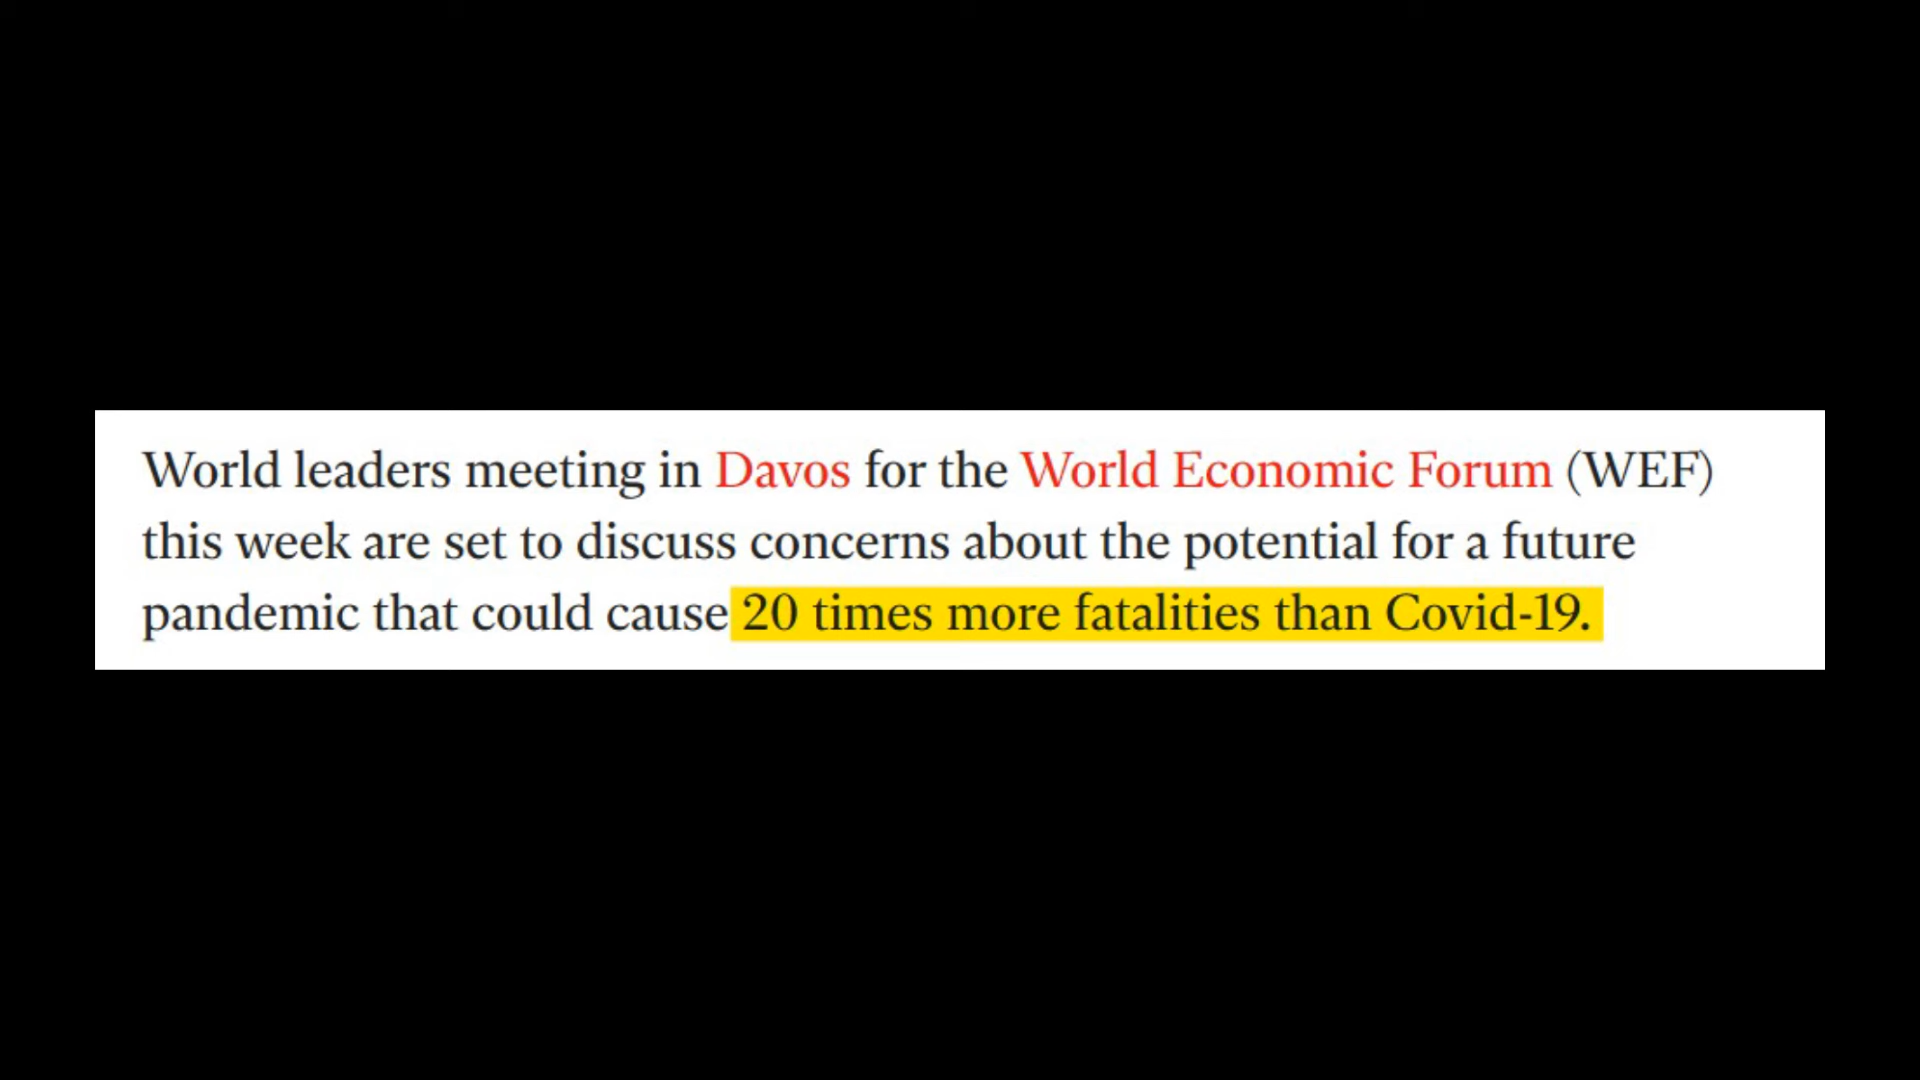 World leaders meeting in Davos for the World Economic Forum (WEF)
this week are set to discuss concerns about the potential for a future
pandemic that could cause 20 times more fatalities than Covid-19.